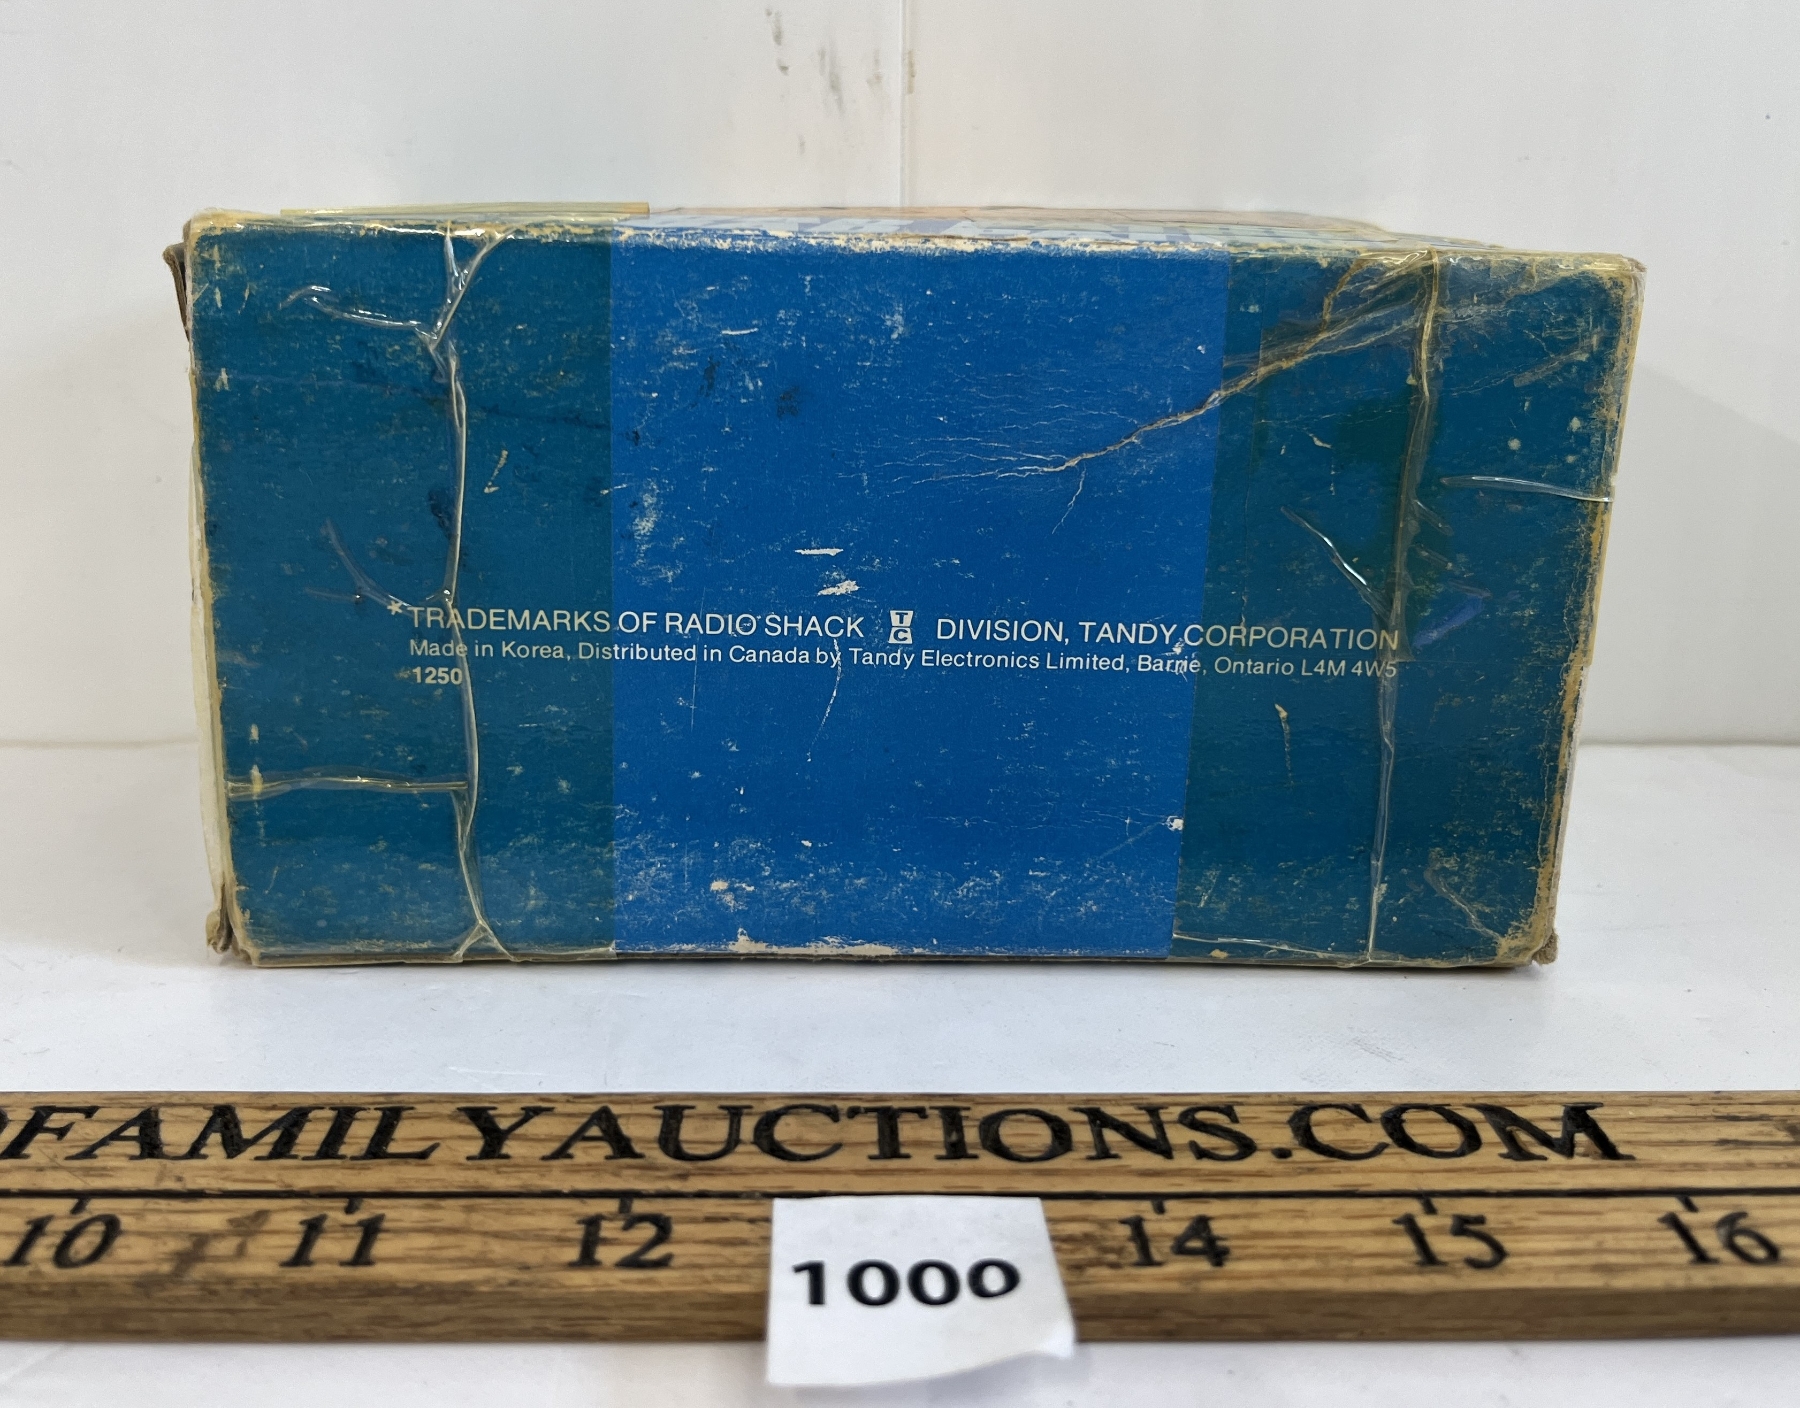 *TRADEMARKS OF RADIO SHACK TC DIVISION, TANDY CORPORATION
Made in Korea, Distributed in Canada by Tandy Electronics Limited, Barrie, Ontario L4M 4W5
1250
FAMILYAUCTIONS.COM
10 11 12 14 15 16
1000